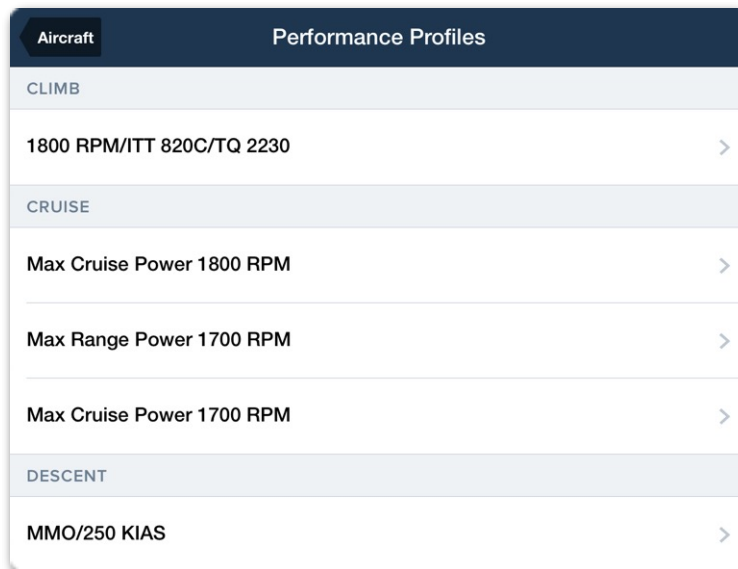 Aircraft
Performance Profiles
CLIMB
1800 RPM/ITT 820C/TQ 2230
CRUISE
Max Cruise Power 1800 RPM
Max Range Power 1700 RPM
Max Cruise Power 1700 RPM
DESCENT
MMO/250 KIAS